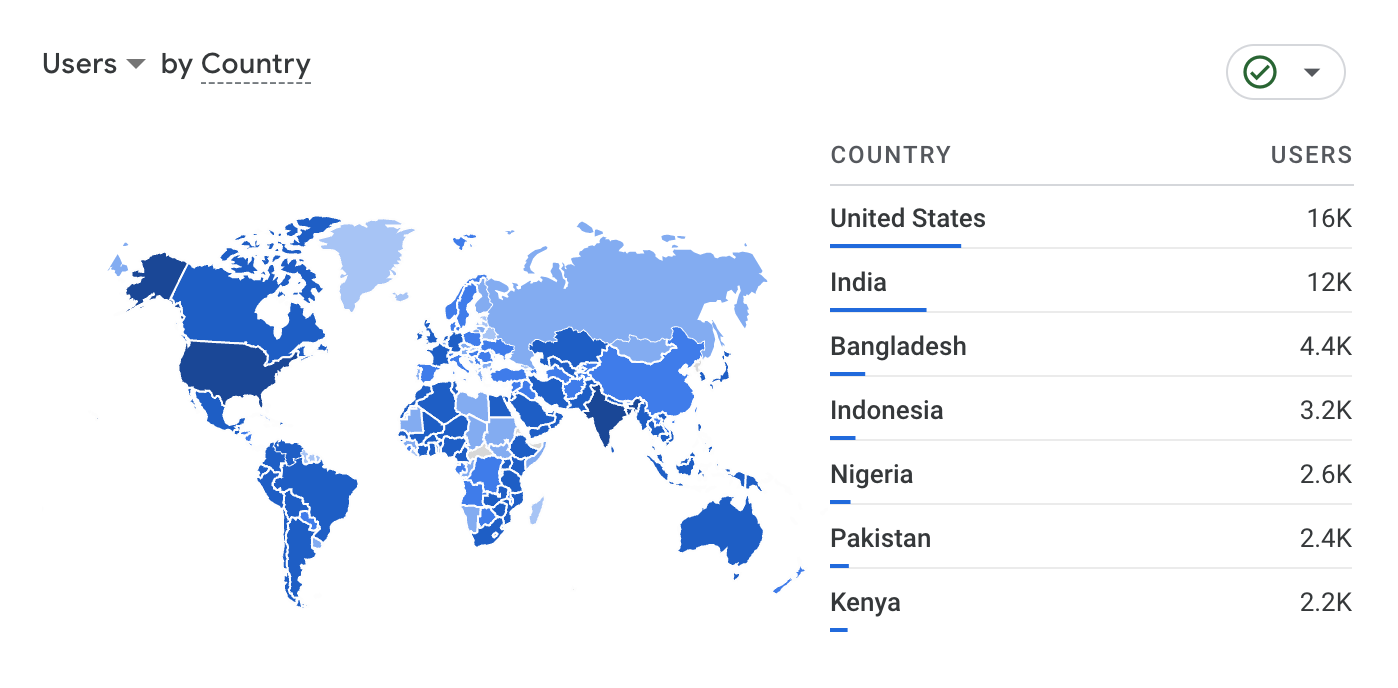 Users by Country
COUNTRY USERS
United States 16K
India 12K
Bangladesh 4.4K
Indonesia 3.2K
Nigeria 2.6K
Pakistan 2.4K
Kenya 2.2K